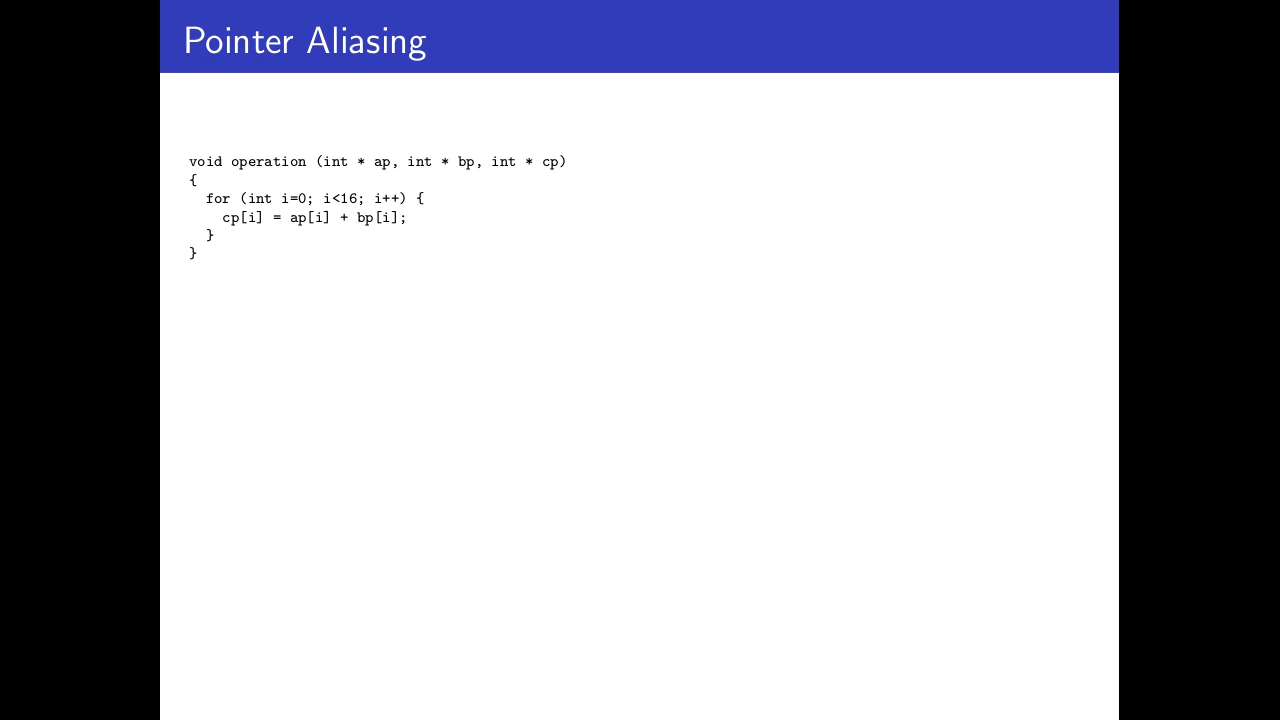 Pointer Aliasing
void operation (int * ap, int * bp, int * cp)
{
  for (int i=0; i<16; i++) {
    cp[i] = ap[i] + bp[i];
  }
}